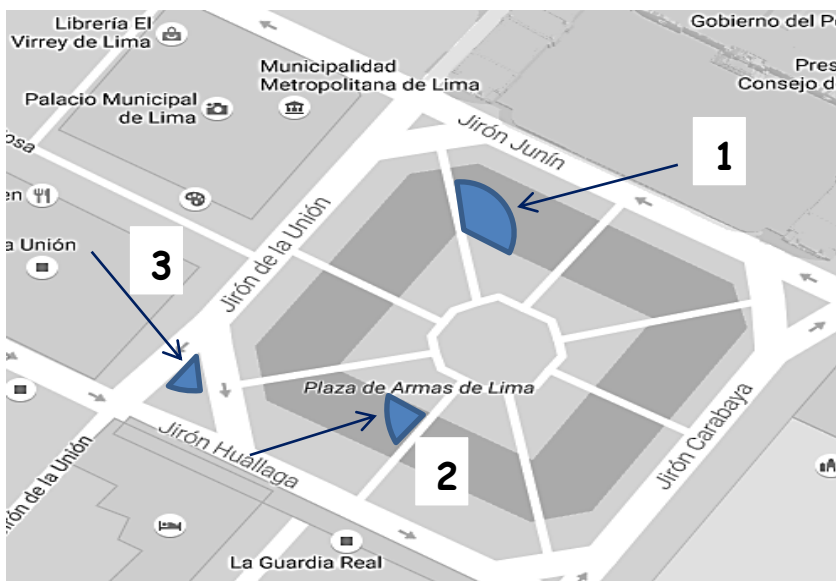 Librería El
Virrey de Lima
Gobierno del P
Municipalidad
Metropolitana de Lima
Pres
Consejo d
Palacio Municipal
de Lima
Jirón Junín
1
osa
en
a Unión
3
Jirón de la Unión
Plaza de Armas de Lima
Jirón Huallaga
2
Jirón Carabaya
irón de la Unión
La Guardia Real